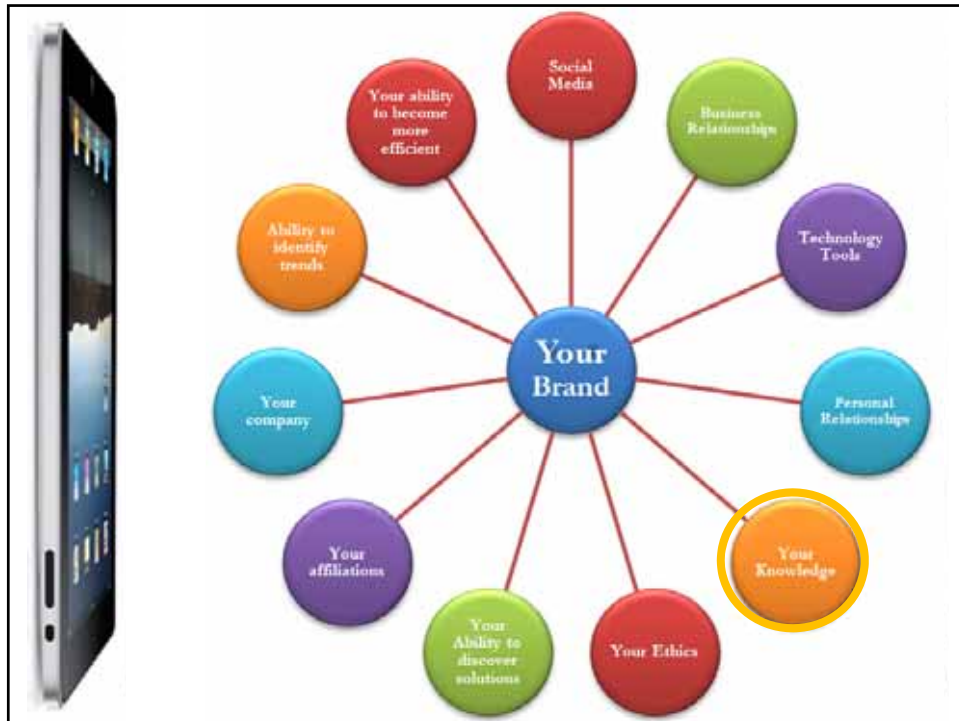 Social
Media
Business
Relationships
Technology
Tools
Personal
Relationships
Your
Knowledge
Your Ethics
Your
Ability to
discover
solutions
Your
affiliations
Your
company
Ability to
identify
trends
Your ability
to become
more
efficient
Your
Brand